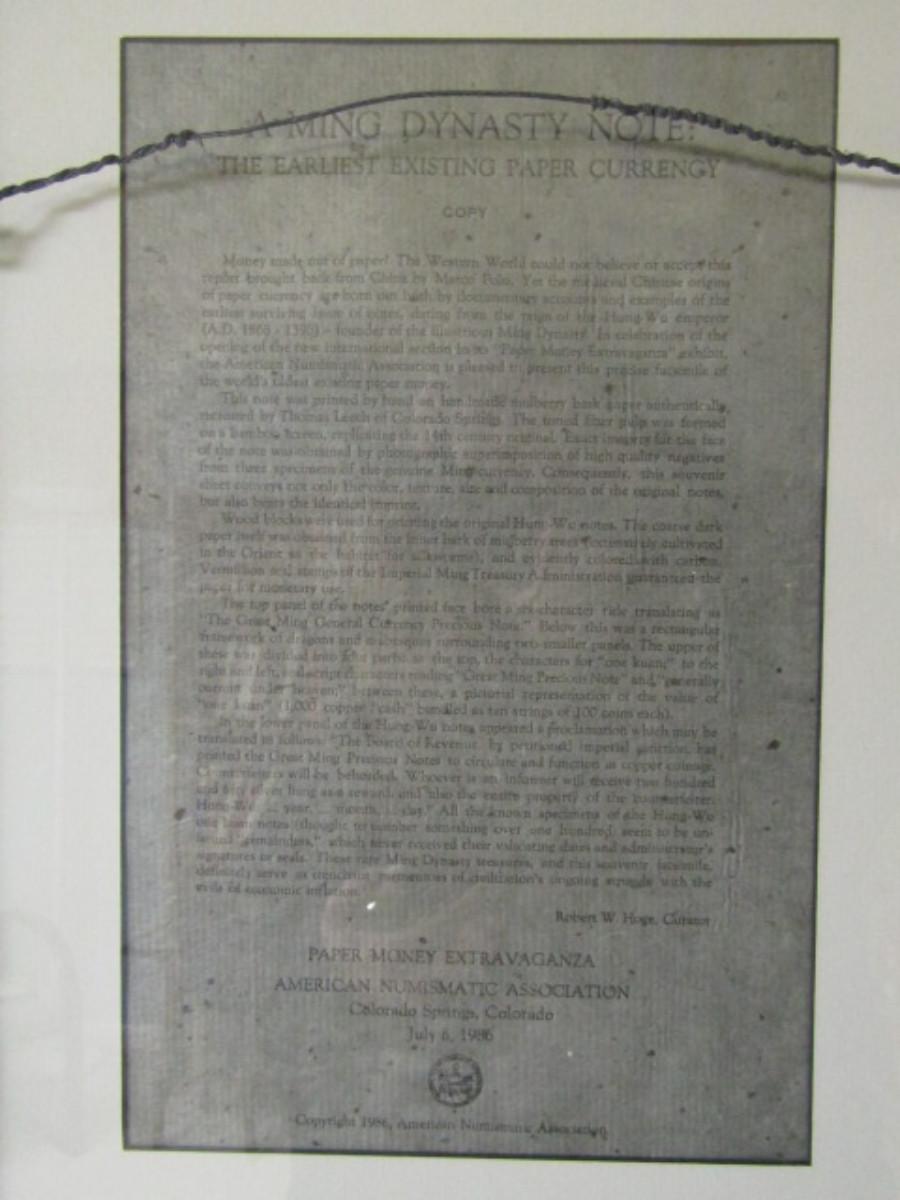 A MING DYNASTY NOTE:
THE EARLIEST EXISTING PAPER CURRENCY
COPY
Money made out of paper! The Western World could not believe or accept this
report brought back from China by Marco Polo. Yet the medieval Chinese origins
of paper currency are born out both by documentary accounts and examples of the
earliest surviving issue of notes, dating from the reign of the Hung-Wu emperor
(A.D. 1368 - 1398) – founder of the illustrious Ming Dynasty. In celebration of the
opening of the new international section in its "Paper Money Extravaganza" exhibit,
the American Numismatic Association is pleased to present this precise facsimile of
the world's oldest existing paper money.
This note was printed by hand on handmade mulberry bark paper authentically
recreated by Thomas Leech of Colorado Springs. The toned fiber pulp was formed
on a bamboo screen, replicating the 14th century original. Exact imagery for the face
of the note was obtained by photographic superimposition of high quality negatives
from three specimens of the genuine Ming currency. Consequently, this souvenir
sheet conveys not only the color, texture, size and composition of the original notes,
but also bears the identical imprint.
Wood blocks were used for printing the original Hung-Wu notes. The coarse dark
paper itself was obtained from the inner bark of mulberry trees (extensively cultivated
in the Orient as the habitat for silkworms), and evidently colored with carbon.
Vermilion seal stamps of the Imperial Ming Treasury Administration guaranteed the
paper for monetary use.
The top panel of the notes' printed face bore a six-character title translating as
"The Great Ming General Currency Precious Note." Below this was a rectangular
framework of dragons and arabesques surrounding two smaller panels. The upper of
these was divided into four parts: at the top, the characters for "one kuan;" to the
right and left, sealscript characters reading "Great Ming Precious Note" and "generally
current under heaven;" between these, a pictorial representation of the value of
"one kuan" (1,000 copper "cash" bundled as ten strings of 100 coins each).
In the lower panel of the Hung-Wu notes appeared a proclamation which may be
translated as follows: "The Board of Revenue, by petitioned imperial sanction, has
printed the Great Ming Precious Notes to circulate and function as copper coinage.
Counterfeiters will be beheaded. Whoever is an informer will receive two hundred
and fifty silver liang as a reward, and also the entire property of the counterfeiter.
Hung-Wu ... year, ... month, ... day." All the known specimens of the Hung-Wu
one kuan notes (thought to number something over one hundred) seem to be un-
issued "remainders," which never received their validating dates and administrator's
signatures or seals. These rare Ming Dynasty treasures, and this souvenir facsimile,
definitely serve as mementos of civilization's ongoing struggle with the
evils of economic inflation.
Robert W. Hoge, Curator
PAPER MONEY EXTRAVAGANZA
AMERICAN NUMISMATIC ASSOCIATION
Colorado Springs, Colorado
July 6, 1986
Copyright 1986, American Numismatic Association